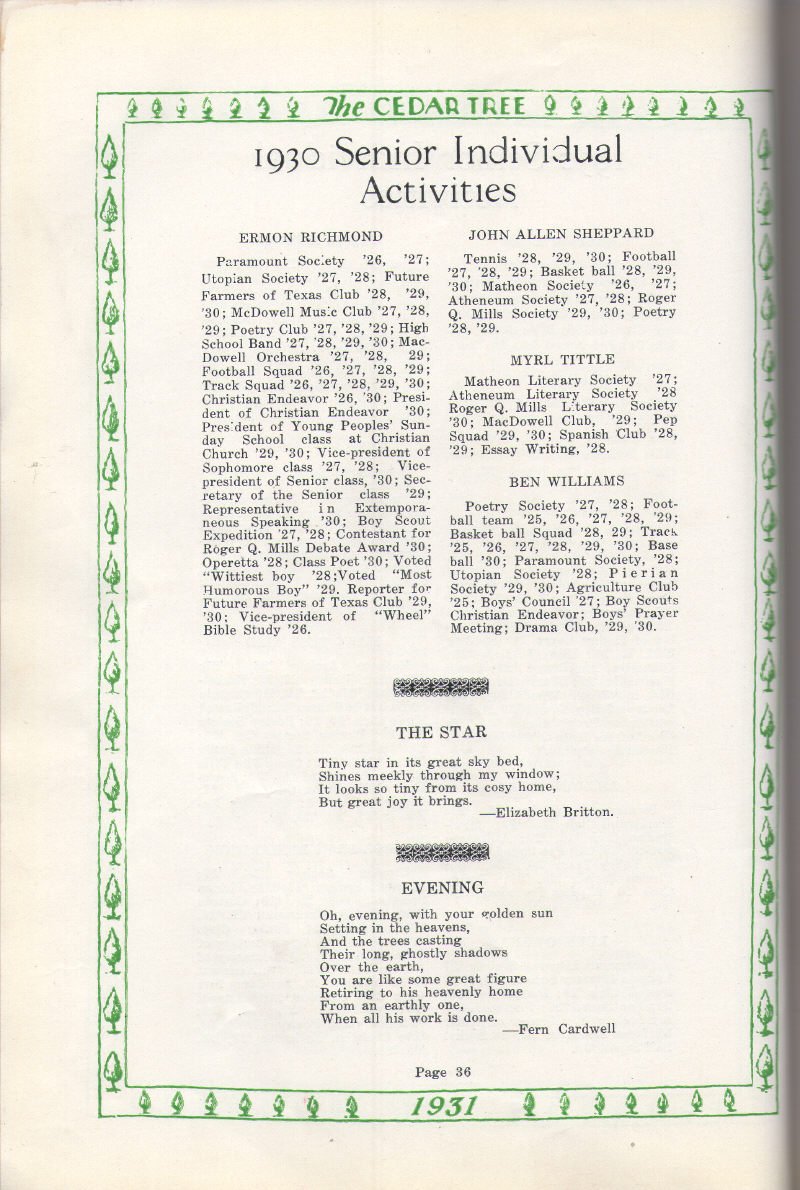 The CEDAR TREE
1930 Senior Individual
Activities
ERMON RICHMOND
Paramount Society '26, '27;
Utopian Society '27, '28; Future
Farmers of Texas Club '28, '29,
'30; McDowell Music Club '27, '28,
'29; Poetry Club '27, '28, '29; High
School Band '27, '28, '29, '30; Mac-
Dowell Orchestra '27, '28, 29;
Football Squad '26, '27, '28, '29;
Track Squad '26, '27, '28, '29, '30;
Christian Endeavor '26, '30; Presi-
dent of Christian Endeavor '30;
President of Young Peoples' Sun-
day School class at Christian
Church '29, '30; Vice-president of
Sophomore class '27, '28; Vice-
president of Senior class, '30; Sec-
retary of the Senior class '29;
Representative in Extempora-
neous Speaking '30; Boy Scout
Expedition '27, '28; Contestant for
Roger Q. Mills Debate Award '30;
Operetta '28; Class Poet '30; Voted
“Wittiest boy '28;Voted “Most
Humorous Boy” '29. Reporter for
Future Farmers of Texas Club '29,
'30; Vice-president of “Wheel”
Bible Study '26.
JOHN ALLEN SHEPPARD
Tennis '28, '29, '30; Football
'27, '28, '29; Basket ball '28, '29,
'30; Matheon Society '26, '27;
Atheneum Society '27, '28; Roger
Q. Mills Society '29, '30; Poetry
'28, '29.
MYRL TITTLE
Matheon Literary Society '27;
Atheneum Literary Society '28
Roger Q. Mills Literary Society
'30; MacDowell Club, '29; Pep
Squad '29, '30; Spanish Club '28,
'29; Essay Writing, '28.
BEN WILLIAMS
Poetry Society '27, '28; Foot-
ball team '25, '26, '27, '28, '29;
Basket ball Squad '28, 29; Track
'25, '26, '27, '28, '29, '30; Base
ball '30; Paramount Society, '28;
Utopian Society '28; Pierian
Society '29, '30; Agriculture Club
'25; Boys' Council '27; Boy Scouts
Christian Endeavor; Boys' Prayer
Meeting; Drama Club, '29, '30.
THE STAR
Tiny star in its great sky bed,
Shines meekly through my window;
It looks so tiny from its cosy home,
But great joy it brings.
—Elizabeth Britton.
EVENING
Oh, evening, with your golden sun
Setting in the heavens,
And the trees casting
Their long, ghostly shadows
Over the earth,
You are like some great figure
Retiring to his heavenly home
From an earthly one,
When all his work is done.
—Fern Cardwell
Page 36
1931